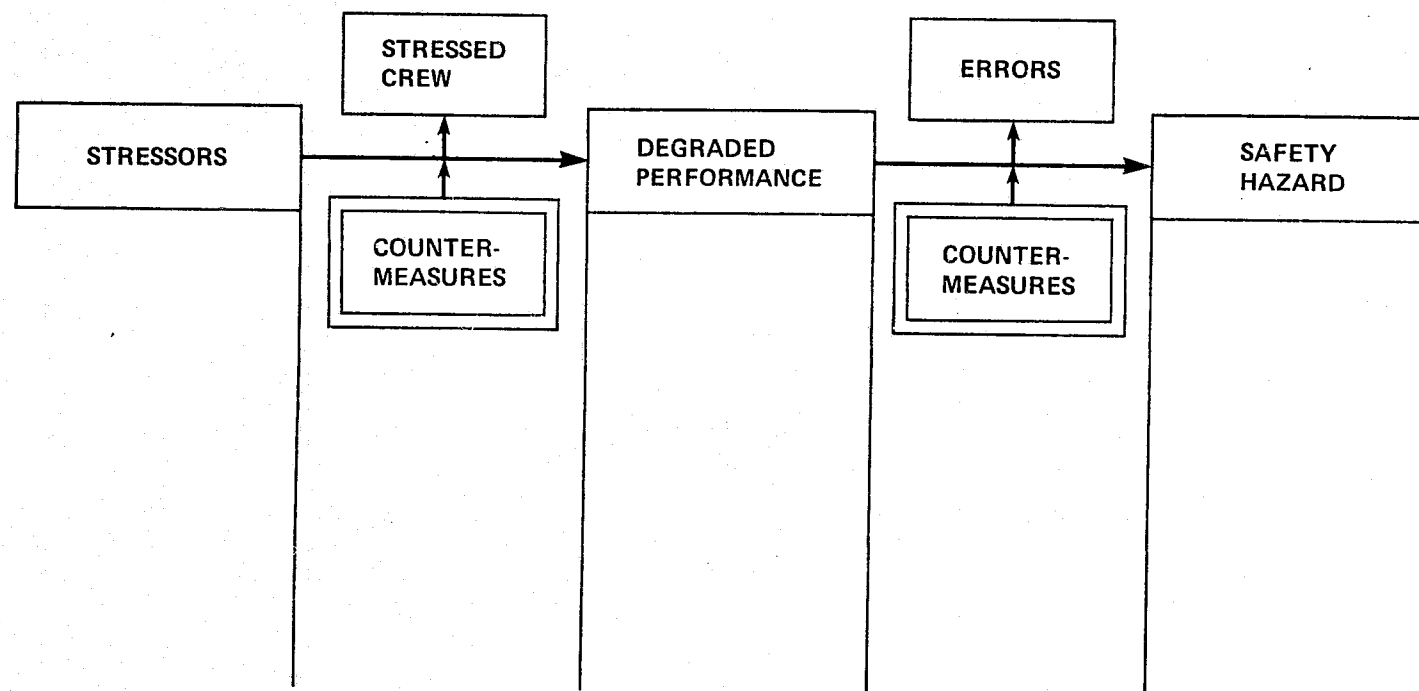 STRESSED
CREW
ERRORS
STRESSORS
DEGRADED
PERFORMANCE
SAFETY
HAZARD
COUNTER-
MEASURES
COUNTER-
MEASURES